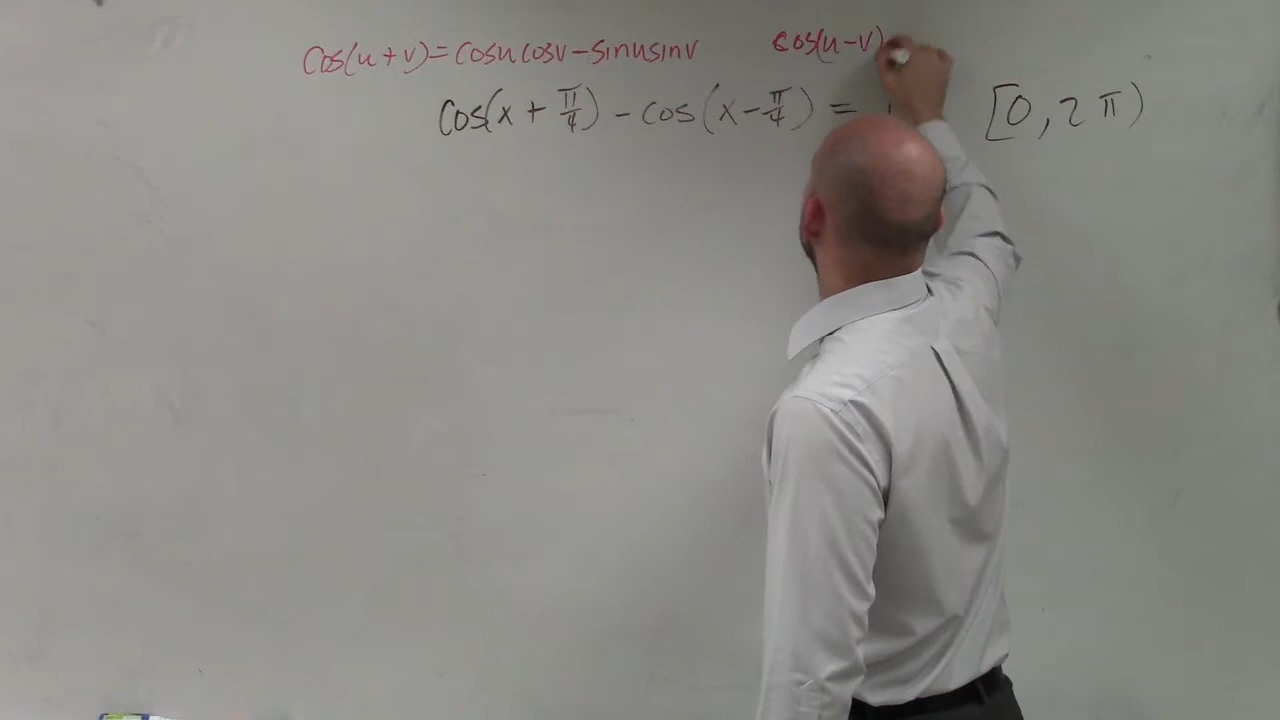 cos(u+v)=cosucosv-sinusinv cos(u-v)
cos(x+π/4)-cos(x-π/4)= [0,2π)